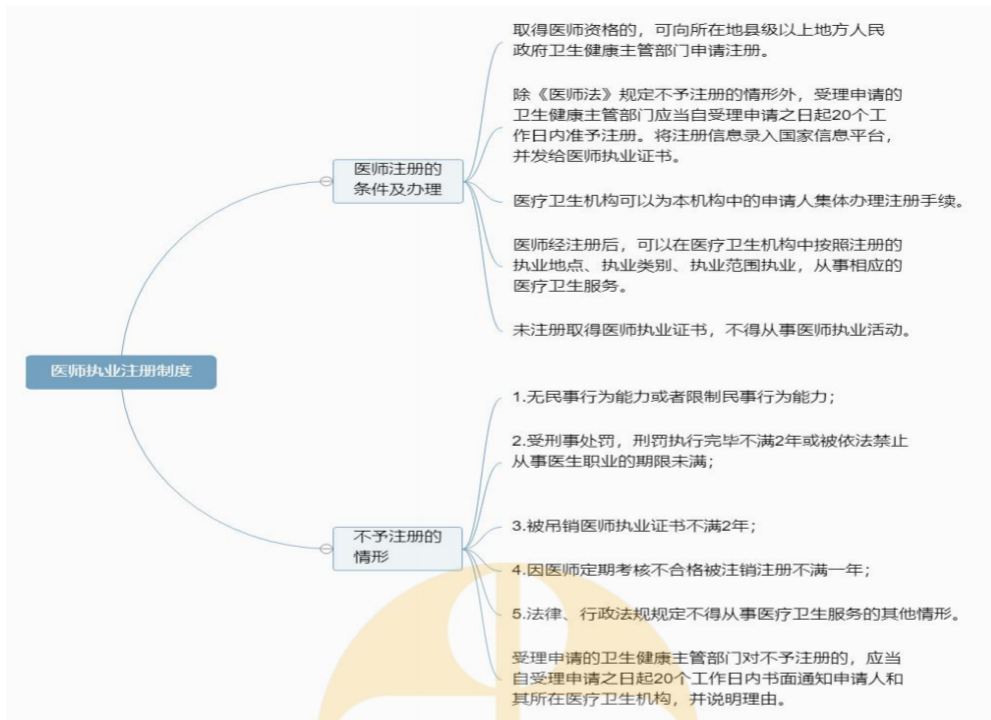 取得医师资格的，可向所在地县级以上地方人民
政府卫生健康主管部门申请注册。
除《医师法》规定不予注册的情形外，受理申请的
卫生健康主管部门应当自受理申请之日起20个工
作日内准予注册。将注册信息录入国家信息平台，
并发给医师执业证书。
医师注册的
条件及办理
医疗卫生机构可以为本机构中的申请人集体办理注册手续。
医师经注册后，可以在医疗卫生机构中按照注册的
执业地点、执业类别、执业范围执业，从事相应的
医疗卫生服务。
未注册取得医师执业证书，不得从事医师执业活动。
医师执业注册制度
1.无民事行为能力或者限制民事行为能力；
2.受刑事处罚，刑罚执行完毕不满2年或被依法禁止
从事医生职业的期限未满；
不予注册的
情形
3.被吊销医师执业证书不满2年；
4.因医师定期考核不合格被注销注册不满一年；
5.法律、行政法规规定不得从事医疗卫生服务的其他情形。
受理申请的卫生健康主管部门对不予注册的，应当
自受理申请之日起20个工作日内书面通知申请人和
其所在医疗卫生机构，并说明理由。